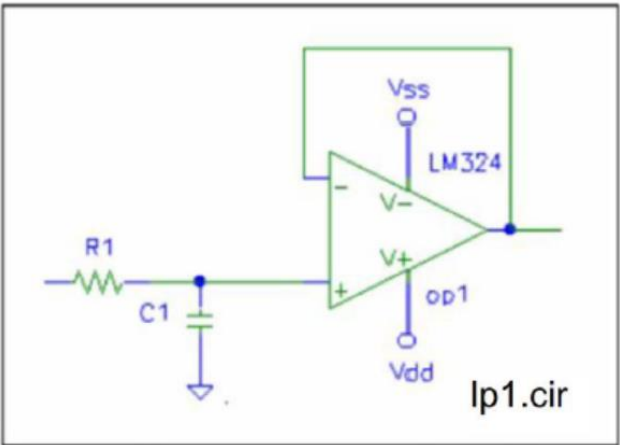 Vss
LM324
-
V-
R1
V+
+
op1
C1
Vdd
lp1.cir